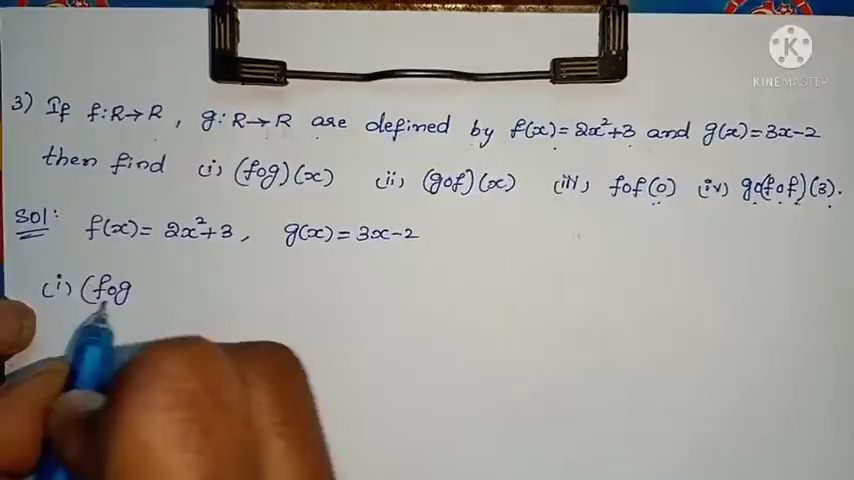 KINEMASTER
3) If f:R→R, g:R→R are defined by f(x)=2x²+3 and g(x)=3x-2
then find (i) (fog)(x) (ii) (gof)(x) (iii) fof(0) (iv) go(fof)(3).
Sol: f(x)=2x²+3, g(x)=3x-2
(i) (fog